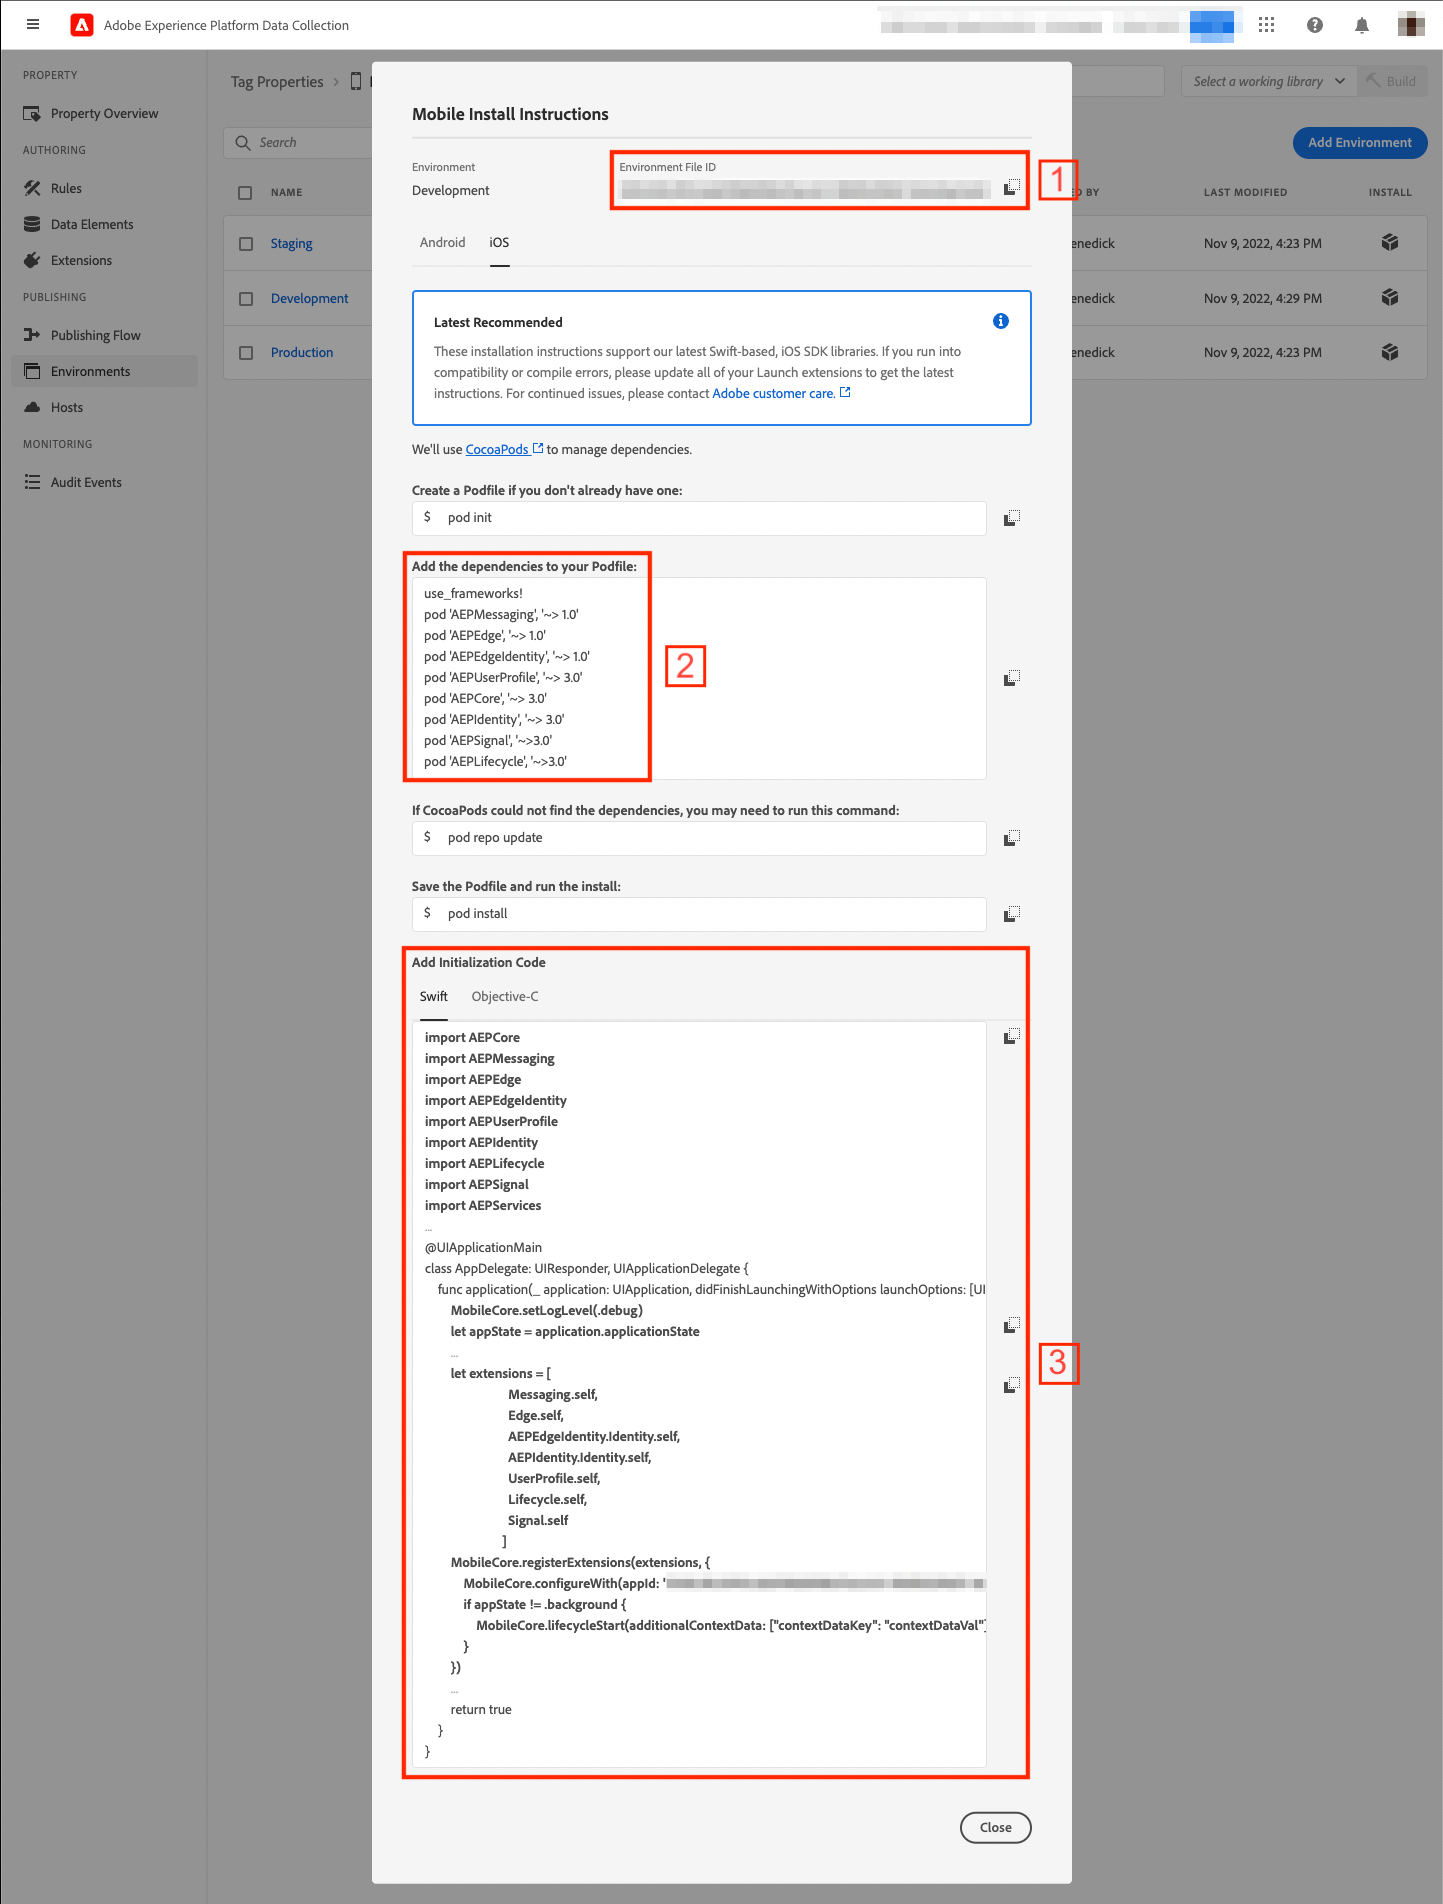 Adobe Experience Platform Data Collection
PROPERTY
Property Overview
AUTHORING
Rules
Data Elements
Extensions
PUBLISHING
Publishing Flow
Environments
Hosts
MONITORING
Audit Events
Tag Properties
Select a working library
Build
Search
Add Environment
NAME
D BY
LAST MODIFIED
INSTALL
Staging
enedick
Nov 9, 2022, 4:23 PM
Development
enedick
Nov 9, 2022, 4:29 PM
Production
enedick
Nov 9, 2022, 4:23 PM
Mobile Install Instructions
Environment
Development
Environment File ID
1
Android
iOS
Latest Recommended
These installation instructions support our latest Swift-based, iOS SDK libraries. If you run into
compatibility or compile errors, please update all of your Launch extensions to get the latest
instructions. For continued issues, please contact Adobe customer care.
We'll use CocoaPods to manage dependencies.
Create a Podfile if you don't already have one:
$ pod init
Add the dependencies to your Podfile:
use_frameworks!
pod 'AEPMessaging', '~> 1.0'
pod 'AEPEdge', '~> 1.0'
pod 'AEPEdgeIdentity', '~> 1.0'
pod 'AEPUserProfile', '~> 3.0'
pod 'AEPCore', '~> 3.0'
pod 'AEPIdentity', '~> 3.0'
pod 'AEPSignal', '~>3.0'
pod 'AEPLifecycle', '~>3.0'
2
If CocoaPods could not find the dependencies, you may need to run this command:
$ pod repo update
Save the Podfile and run the install:
$ pod install
Add Initialization Code
Swift
Objective-C
import AEPCore
import AEPMessaging
import AEPEdge
import AEPEdgeIdentity
import AEPUserProfile
import AEPIdentity
import AEPLifecycle
import AEPSignal
import AEPServices
...
@UIApplicationMain
class AppDelegate: UIResponder, UIApplicationDelegate {
func application(_ application: UIApplication, didFinishLaunchingWithOptions launchOptions: [UI
MobileCore.setLogLevel(.debug)
let appState = application.applicationState
...
let extensions = [
Messaging.self,
Edge.self,
AEPEdgeIdentity.Identity.self,
AEPIdentity.Identity.self,
UserProfile.self,
Lifecycle.self,
Signal.self
]
MobileCore.registerExtensions(extensions, {
MobileCore.configureWith(appId: '
if appState != .background {
MobileCore.lifecycleStart(additionalContextData: ["contextDataKey": "contextDataVal"]
}
})
...
return true
}
}
3
Close